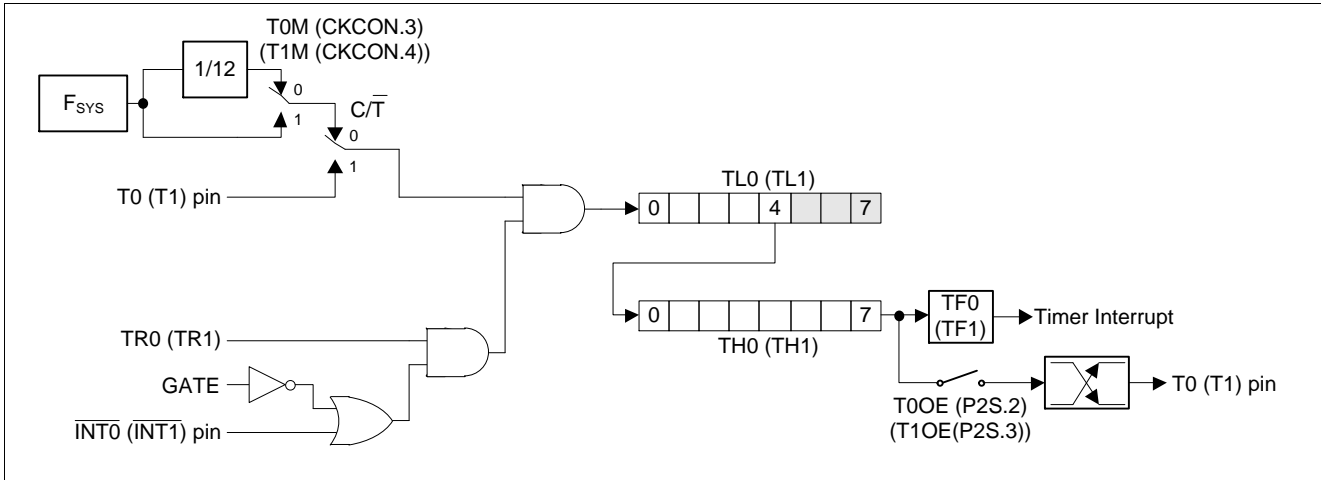 T0M (CKCON.3)
(T1M (CKCON.4))
1/12
FSYS
0
1
C/T̅
0
1
T0 (T1) pin
TL0 (TL1)
0 4 7
TR0 (TR1)
GATE
I̅N̅T̅0̅ (I̅N̅T̅1̅) pin
0 7
TH0 (TH1)
TF0
(TF1)
Timer Interrupt
T0OE (P2S.2)
(T1OE(P2S.3))
T0 (T1) pin